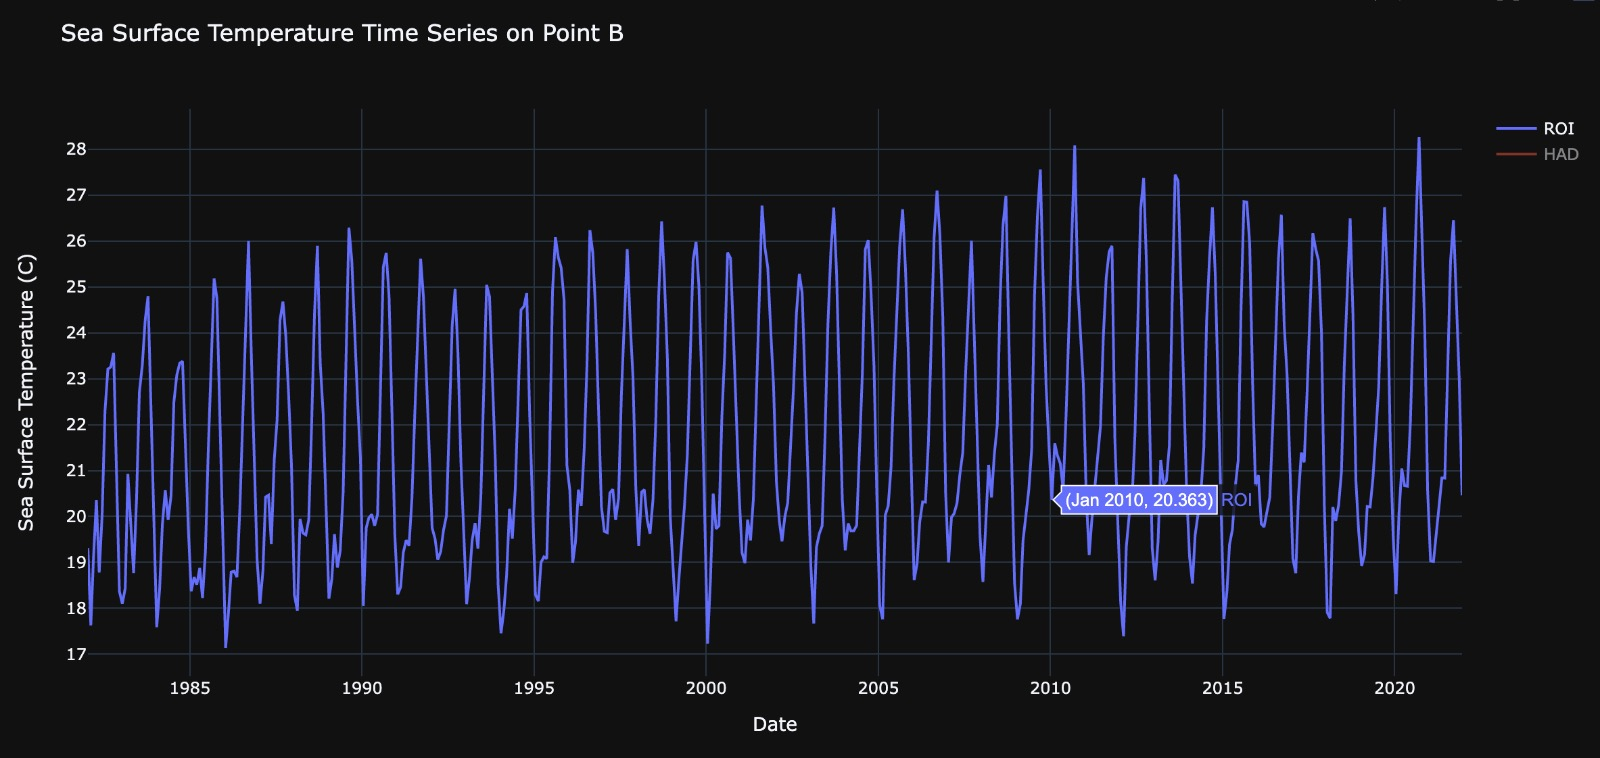 Sea Surface Temperature Time Series on Point B
ROI
HAD
28
27
26
25
24
23
22
21
20
19
18
17
Sea Surface Temperature (C)
(Jan 2010, 20.363) ROI
1985 1990 1995 2000 2005 2010 2015 2020
Date